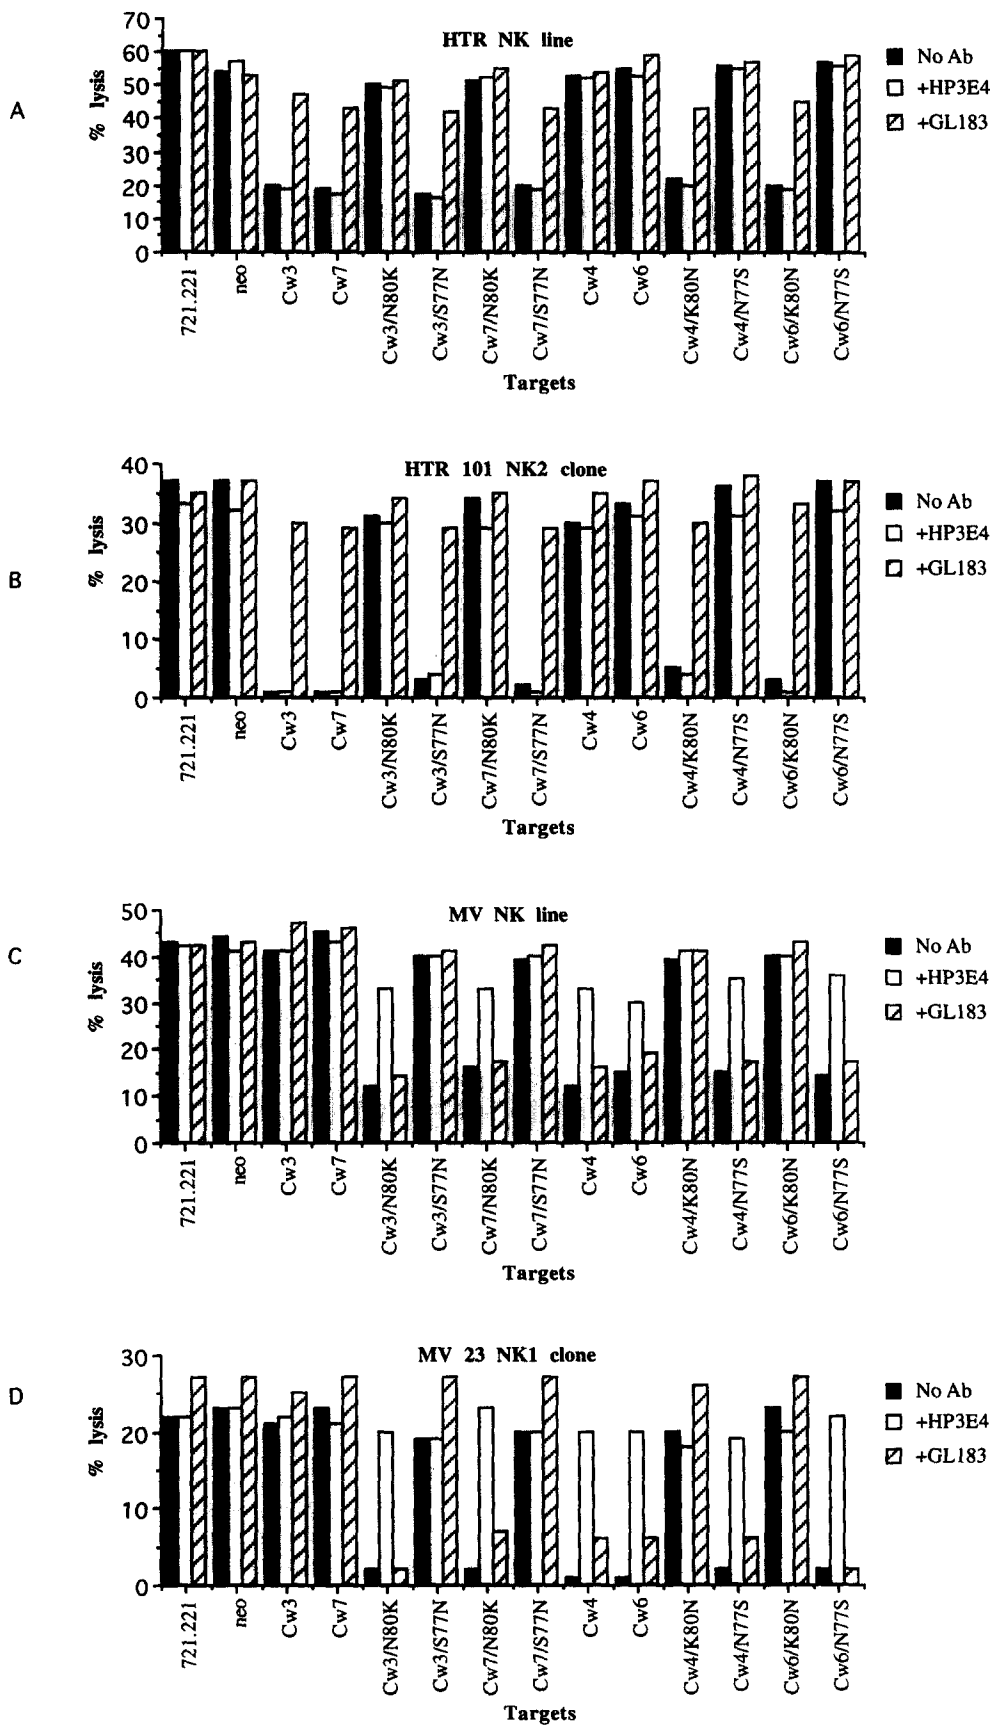 A
HTR NK line
% lysis
70
60
50
40
30
20
10
0
721.221
neo
Cw3
Cw7
Cw3/N80K
Cw3/S77N
Cw7/N80K
Cw7/S77N
Cw4
Cw6
Cw4/K80N
Cw4/N77S
Cw6/K80N
Cw6/N77S
Targets
No Ab
+HP3E4
+GL183
B
HTR 101 NK2 clone
% lysis
40
30
20
10
0
721.221
neo
Cw3
Cw7
Cw3/N80K
Cw3/S77N
Cw7/N80K
Cw7/S77N
Cw4
Cw6
Cw4/K80N
Cw4/N77S
Cw6/K80N
Cw6/N77S
Targets
No Ab
+HP3E4
+GL183
C
MV NK line
% lysis
50
40
30
20
10
0
721.221
neo
Cw3
Cw7
Cw3/N80K
Cw3/S77N
Cw7/N80K
Cw7/S77N
Cw4
Cw6
Cw4/K80N
Cw4/N77S
Cw6/K80N
Cw6/N77S
Targets
No Ab
+HP3E4
+GL183
D
MV 23 NK1 clone
% lysis
30
20
10
0
721.221
neo
Cw3
Cw7
Cw3/N80K
Cw3/S77N
Cw7/N80K
Cw7/S77N
Cw4
Cw6
Cw4/K80N
Cw4/N77S
Cw6/K80N
Cw6/N77S
Targets
No Ab
+HP3E4
+GL183